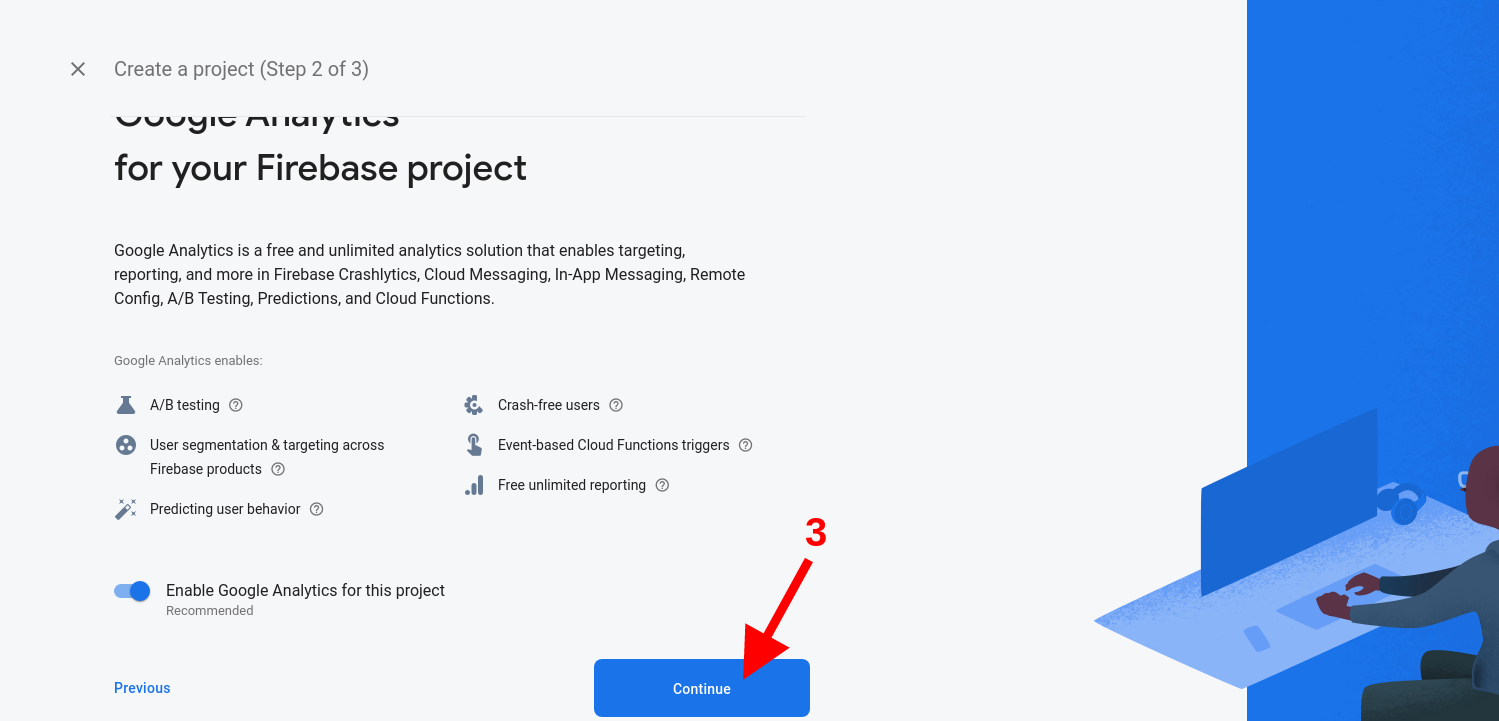 Create a project (Step 2 of 3)
Google Analytics
for your Firebase project
Google Analytics is a free and unlimited analytics solution that enables targeting,
reporting, and more in Firebase Crashlytics, Cloud Messaging, In-App Messaging, Remote
Config, A/B Testing, Predictions, and Cloud Functions.
Google Analytics enables:
A/B testing
User segmentation & targeting across
Firebase products
Predicting user behavior
Crash-free users
Event-based Cloud Functions triggers
Free unlimited reporting
3
Enable Google Analytics for this project
Recommended
Previous
Continue